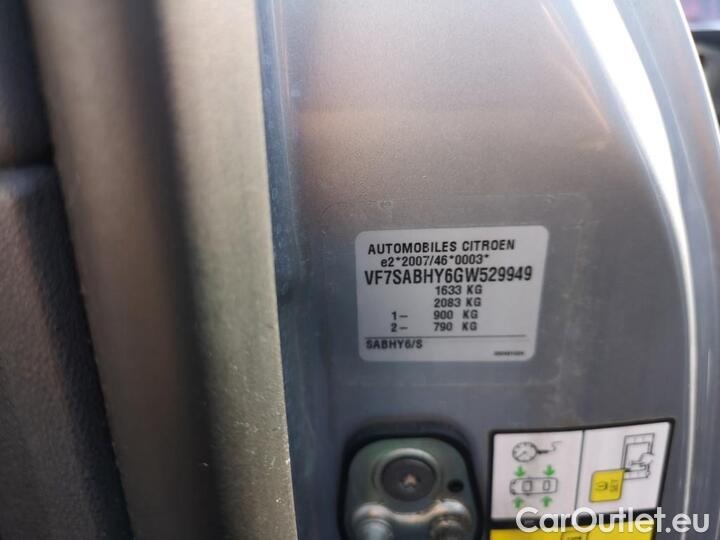 AUTOMOBILES CITROEN
e2*2007/46*0003*
VF7SABHY6GW529949
1633 KG
2083 KG
1- 900 KG
2- 790 KG
SABHY6/S
SET
CarOutlet.eu